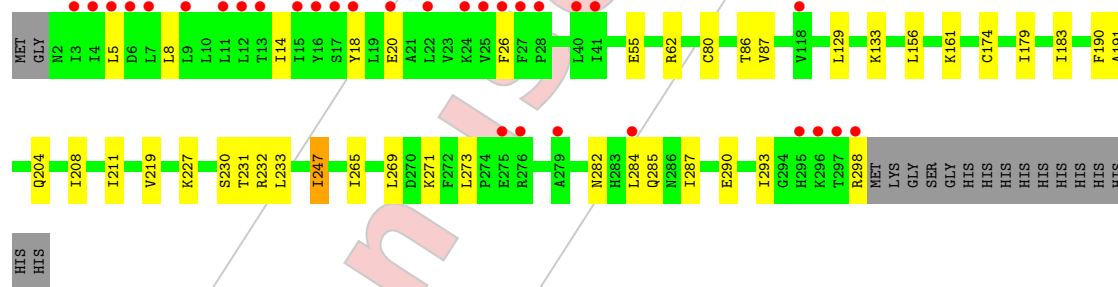 MET GLY N2 I3 I4 L5 D6 L7 L8 L9 L10 L11 L12 T13 I14 I15 Y16 S17 Y18 L19 E20 A21 L22 V23 K24 V25 F26 F27 P28 L40 I41 E55 R62 C80 T86 V87 V118 L129 K133 L156 K161 C174 I179 I183 F190
Q204 I208 I211 V219 K227 S230 T231 R232 L233 I247 I265 L269 D270 K271 F272 L273 P274 E275 R276 A279 N282 H283 L284 Q285 N286 I287 E290 I293 G294 H295 K296 T297 R298 MET LYS GLY SER GLY HIS HIS HIS HIS HIS HIS HIS HIS
HIS HIS